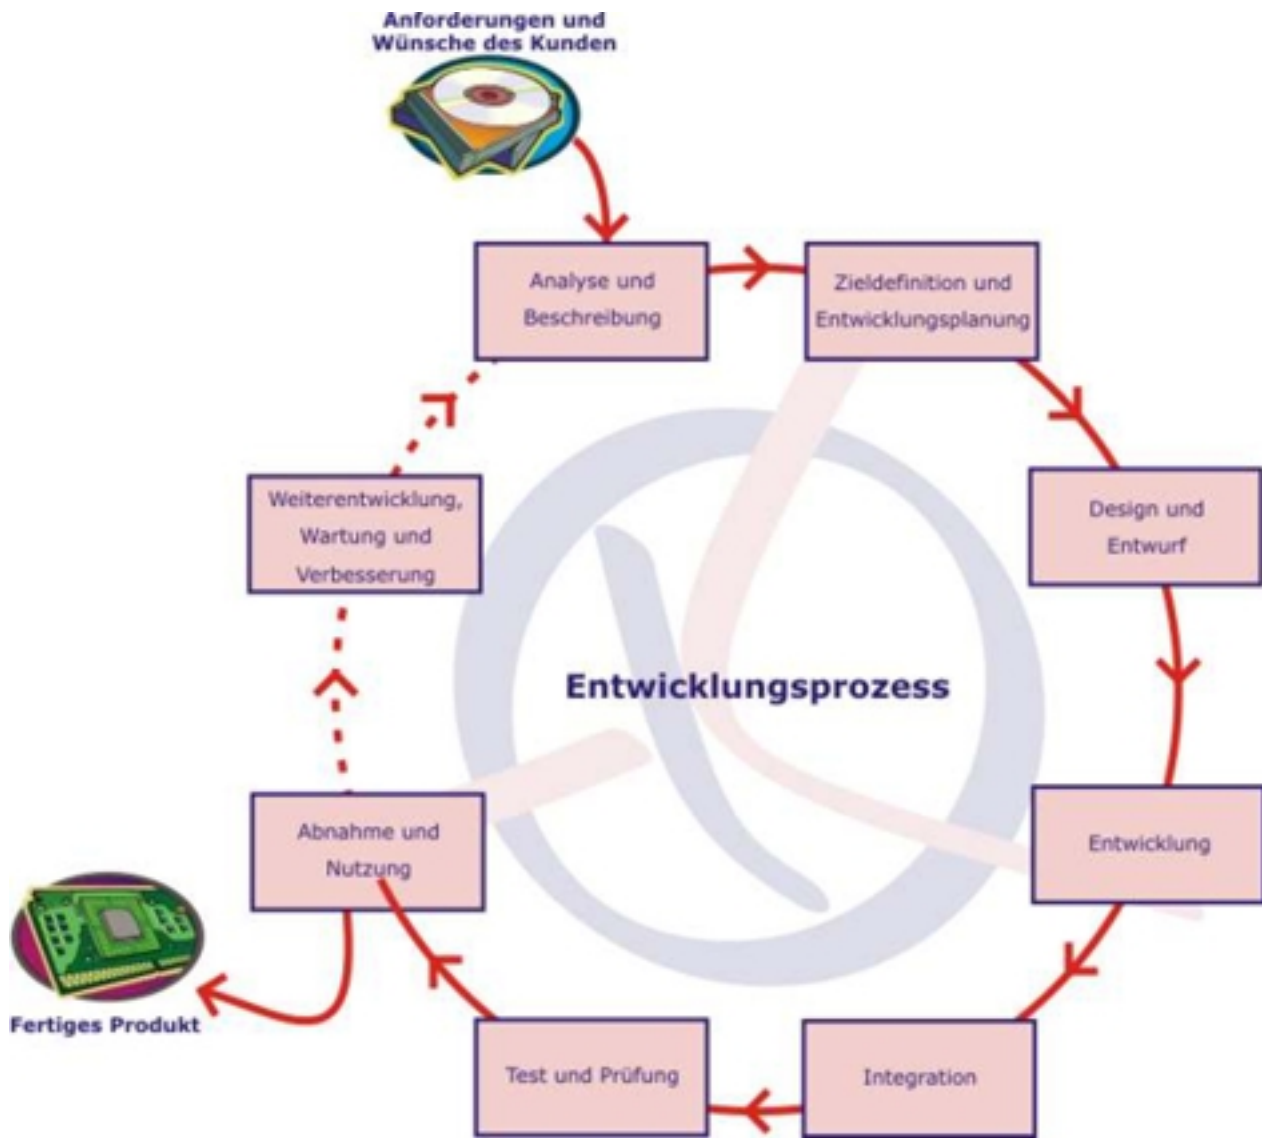 Anforderungen und
Wünsche des Kunden
Analyse und
Beschreibung
Zieldefinition und
Entwicklungsplanung
Design und
Entwurf
Entwicklung
Integration
Test und Prüfung
Abnahme und
Nutzung
Fertiges Produkt
Weiterentwicklung,
Wartung und
Verbesserung
Entwicklungsprozess